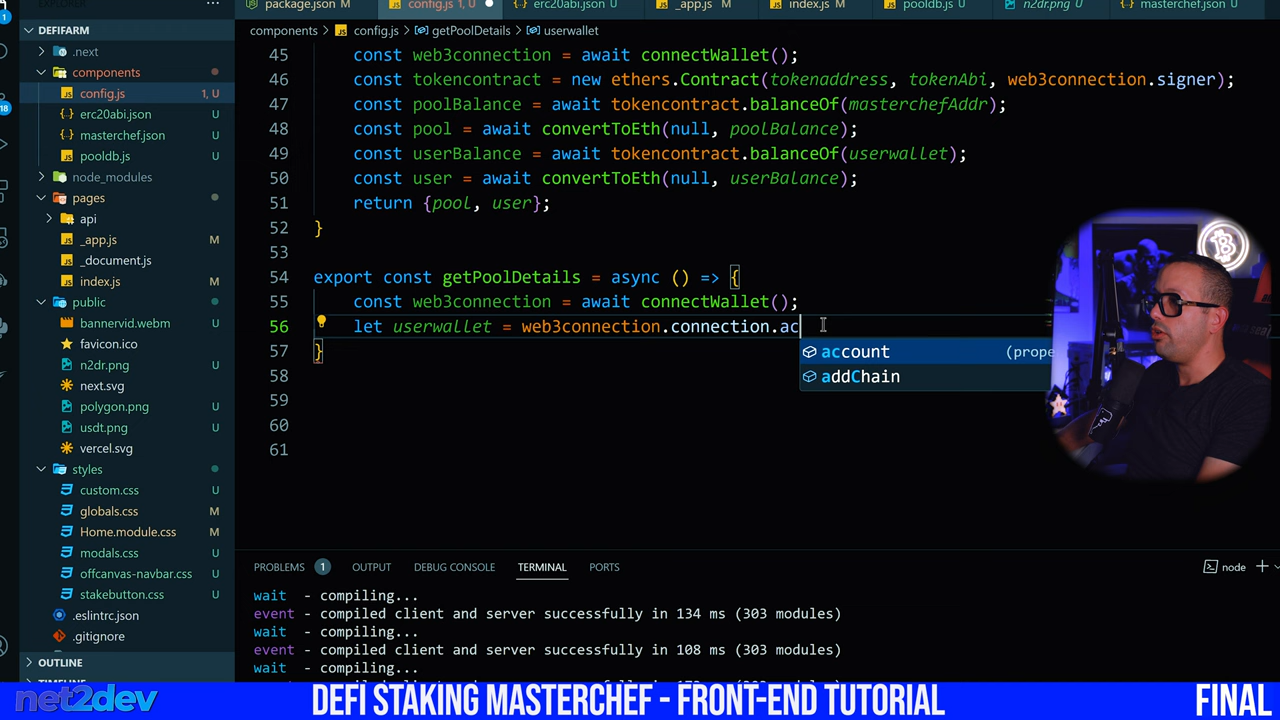 EXPLORER
···
package.json M
config.js 1, U
erc20abi.json U
_app.js M
index.js M
pooldb.js U
n2dr.png U
masterchef.json U
DEFIFARM
components > config.js > getPoolDetails > userwallet
.next
components
config.js 1, U
erc20abi.json U
masterchef.json U
pooldb.js U
node_modules
pages
api
_app.js M
_document.js
index.js M
public
bannervid.webm U
favicon.ico
n2dr.png U
next.svg
polygon.png U
usdt.png U
vercel.svg
styles
custom.css U
globals.css M
Home.module.css M
modals.css U
offcanvas-navbar.css U
stakebutton.css U
.eslintrc.json
.gitignore
OUTLINE
1
18
45 const web3connection = await connectWallet();
46 const tokencontract = new ethers.Contract(tokenaddress, tokenAbi, web3connection.signer);
47 const poolBalance = await tokencontract.balanceOf(masterchefAddr);
48 const pool = await convertToEth(null, poolBalance);
49 const userBalance = await tokencontract.balanceOf(userwallet);
50 const user = await convertToEth(null, userBalance);
51 return {pool, user};
52 }
53
54 export const getPoolDetails = async () => {
55 const web3connection = await connectWallet();
56 let userwallet = web3connection.connection.ac
57 }
58
59
60
61
account (prope
addChain
PROBLEMS 1 OUTPUT DEBUG CONSOLE TERMINAL PORTS
node
wait - compiling...
event - compiled client and server successfully in 134 ms (303 modules)
wait - compiling...
event - compiled client and server successfully in 108 ms (303 modules)
wait - compiling...
net2dev DEFI STAKING MASTERCHEF - FRONT-END TUTORIAL FINAL